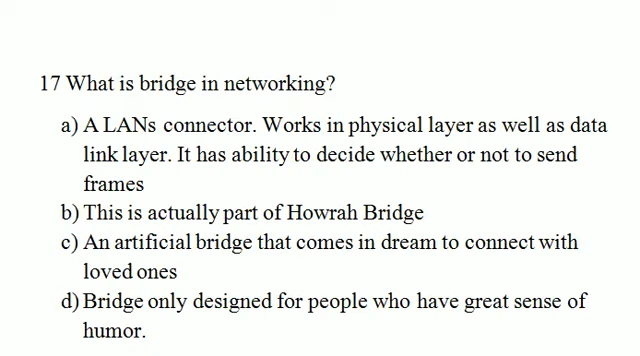 17 What is bridge in networking?
a) A LANs connector. Works in physical layer as well as data
link layer. It has ability to decide whether or not to send
frames
b) This is actually part of Howrah Bridge
c) An artificial bridge that comes in dream to connect with
loved ones
d) Bridge only designed for people who have great sense of
humor.